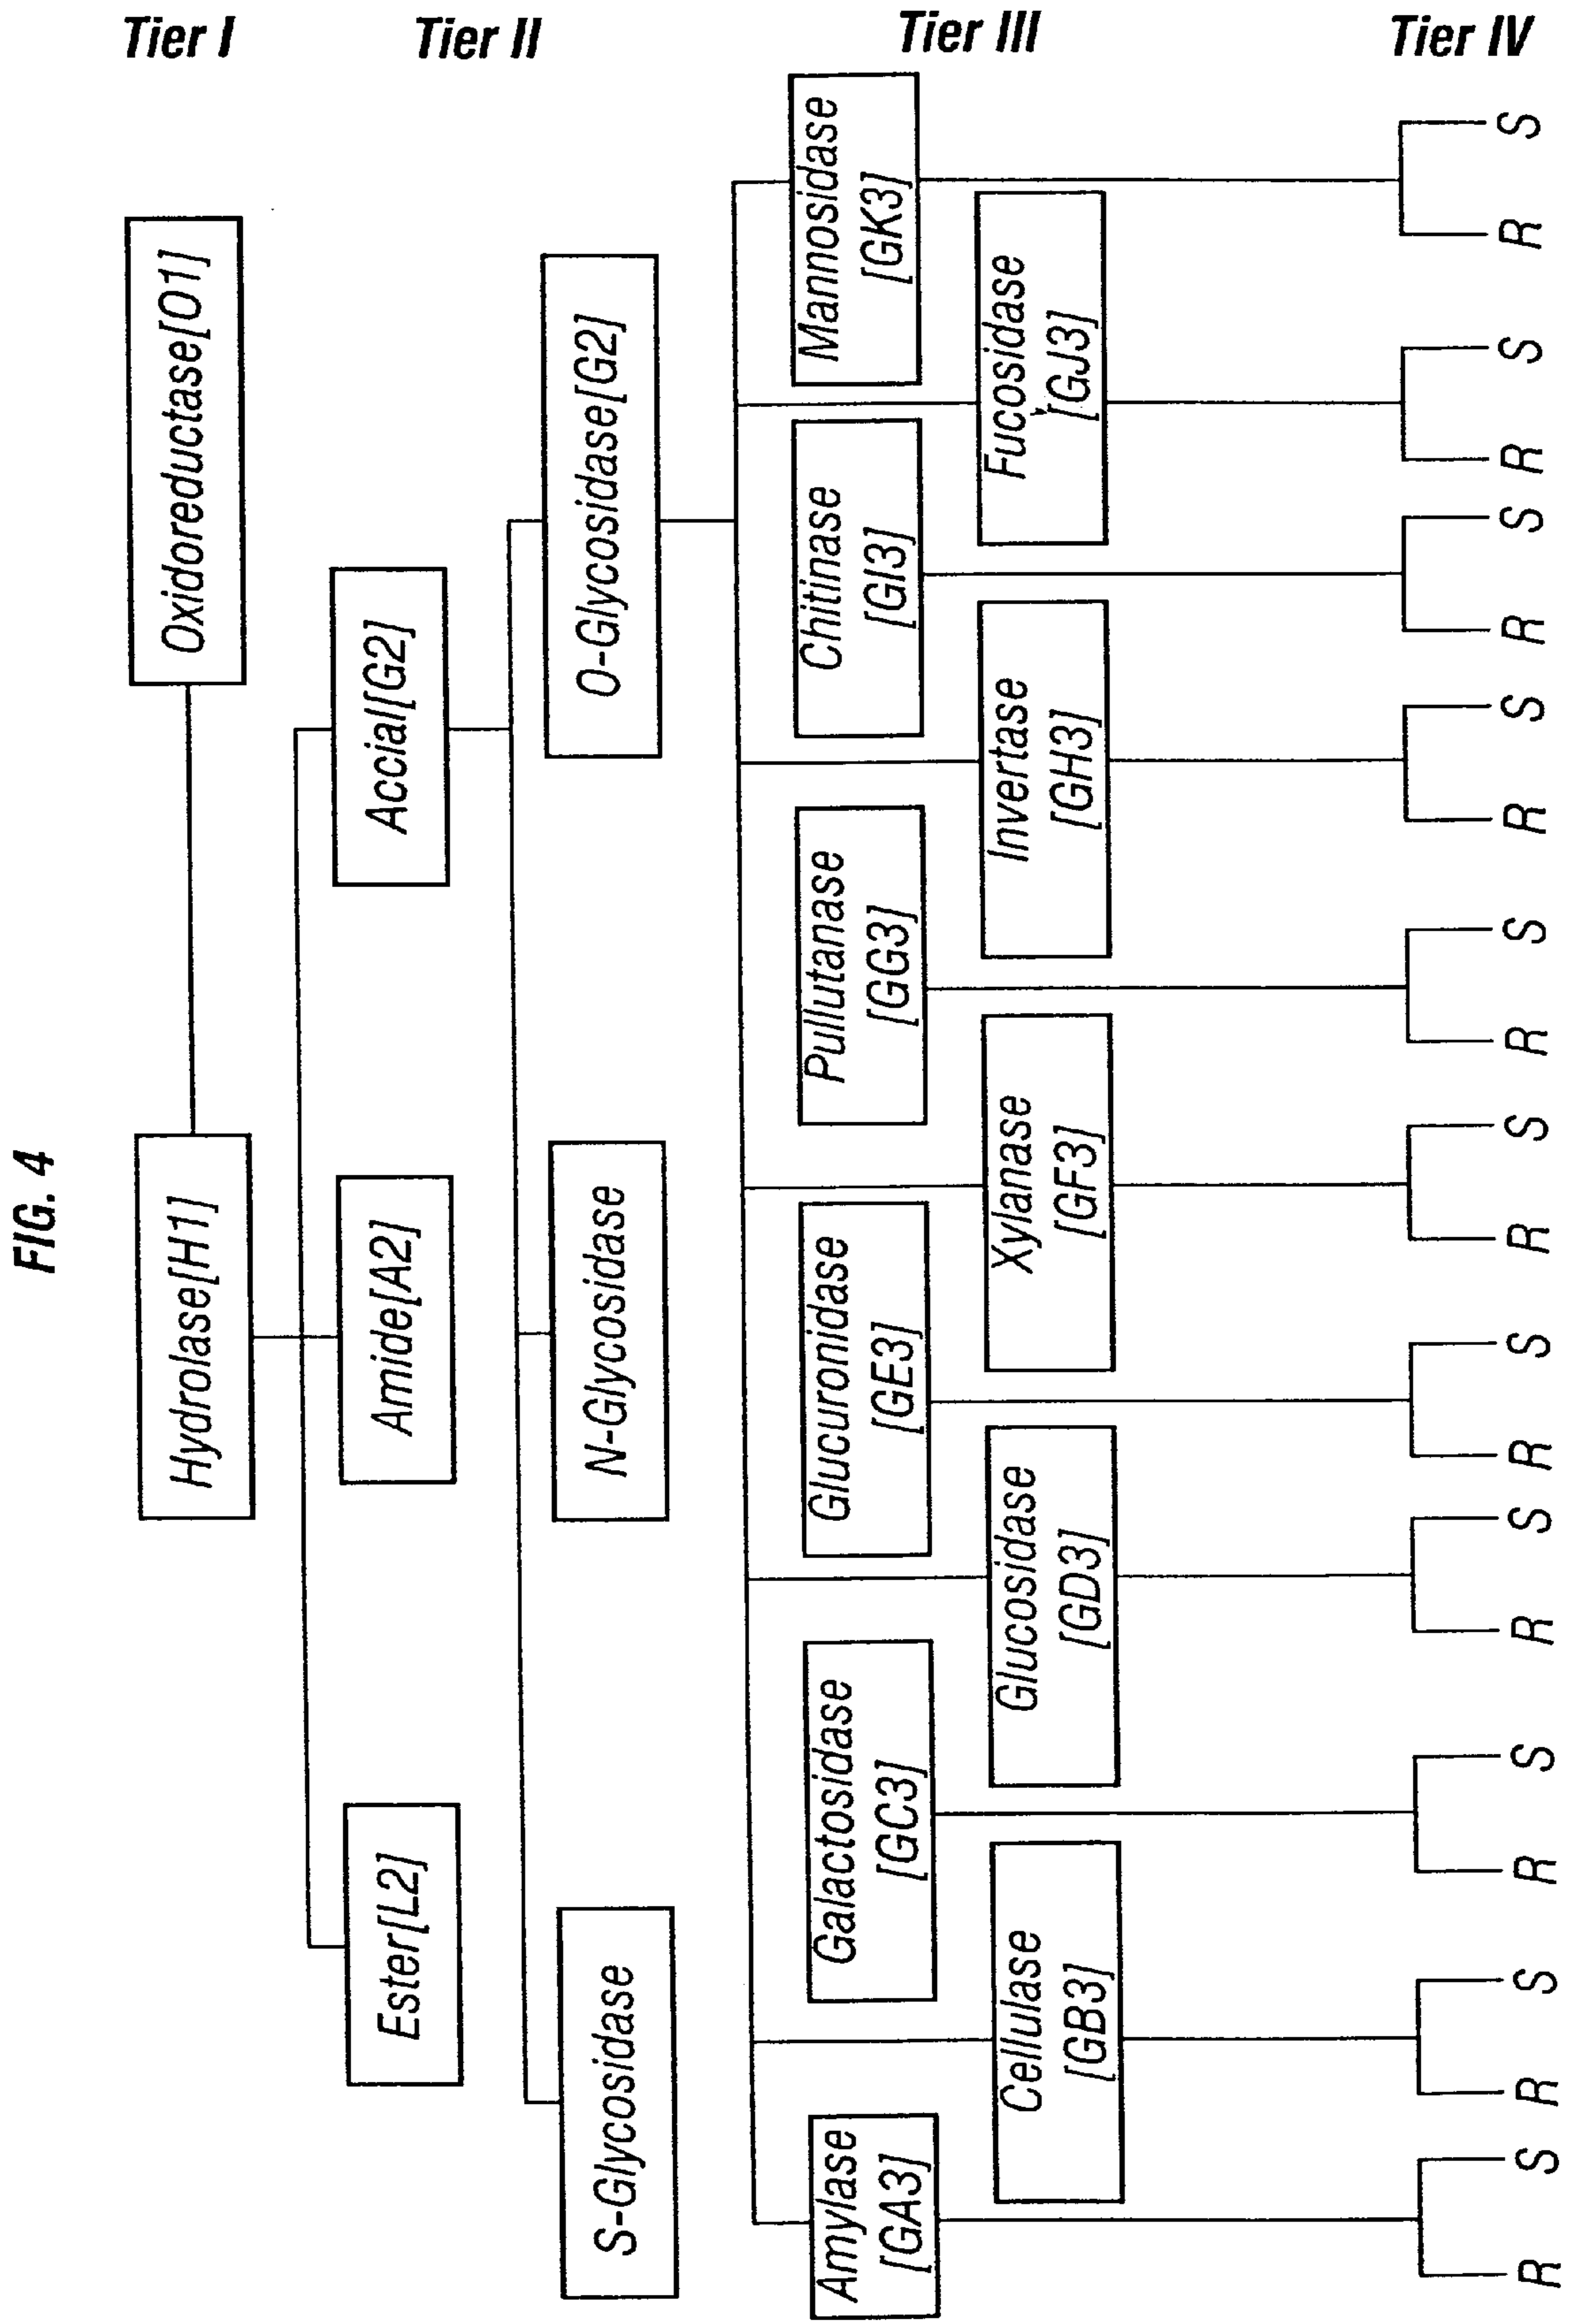 FIG. 4
Tier I
Hydrolase[H1]
Oxidoreductase[O1]
Tier II
Ester[L2]
Amide[A2]
Accial[G2]
S-Glycosidase
N-Glycosidase
O-Glycosidase[G2]
Tier III
Amylase
[GA3]
Galactosidase
[GC3]
Glucuronidase
[GE3]
Pullutanase
[GG3]
Chitinase
[GI3]
Mannosidase
[GK3]
Cellulase
[GB3]
Glucosidase
[GD3]
Xylanase
[GF3]
Invertase
[GH3]
Fucosidase
[GJ3]
Tier IV
R S R S R S R S R S R S R S R S R S R S R S